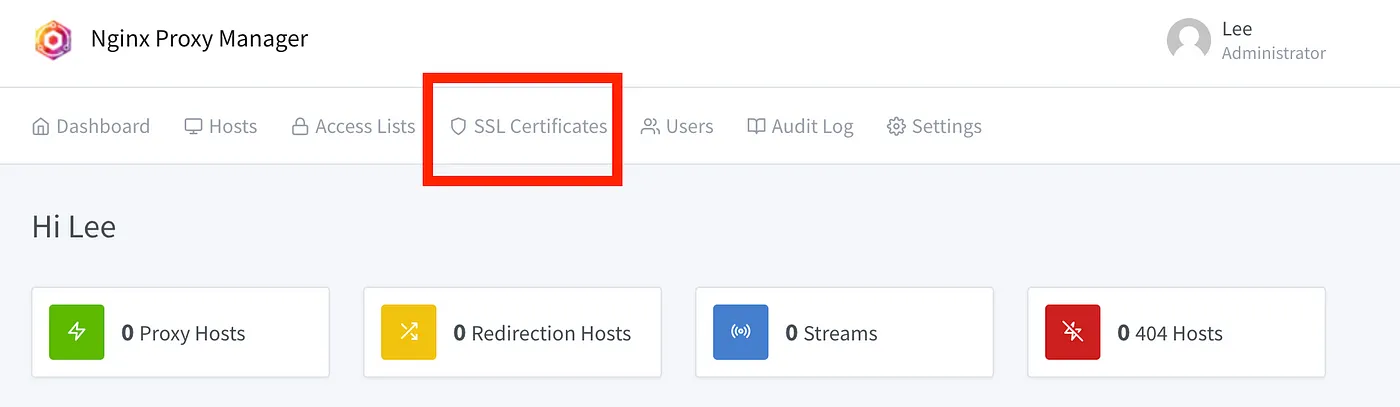 Nginx Proxy Manager
Lee
Administrator
Dashboard Hosts Access Lists SSL Certificates Users Audit Log Settings
Hi Lee
0 Proxy Hosts 0 Redirection Hosts 0 Streams 0 404 Hosts